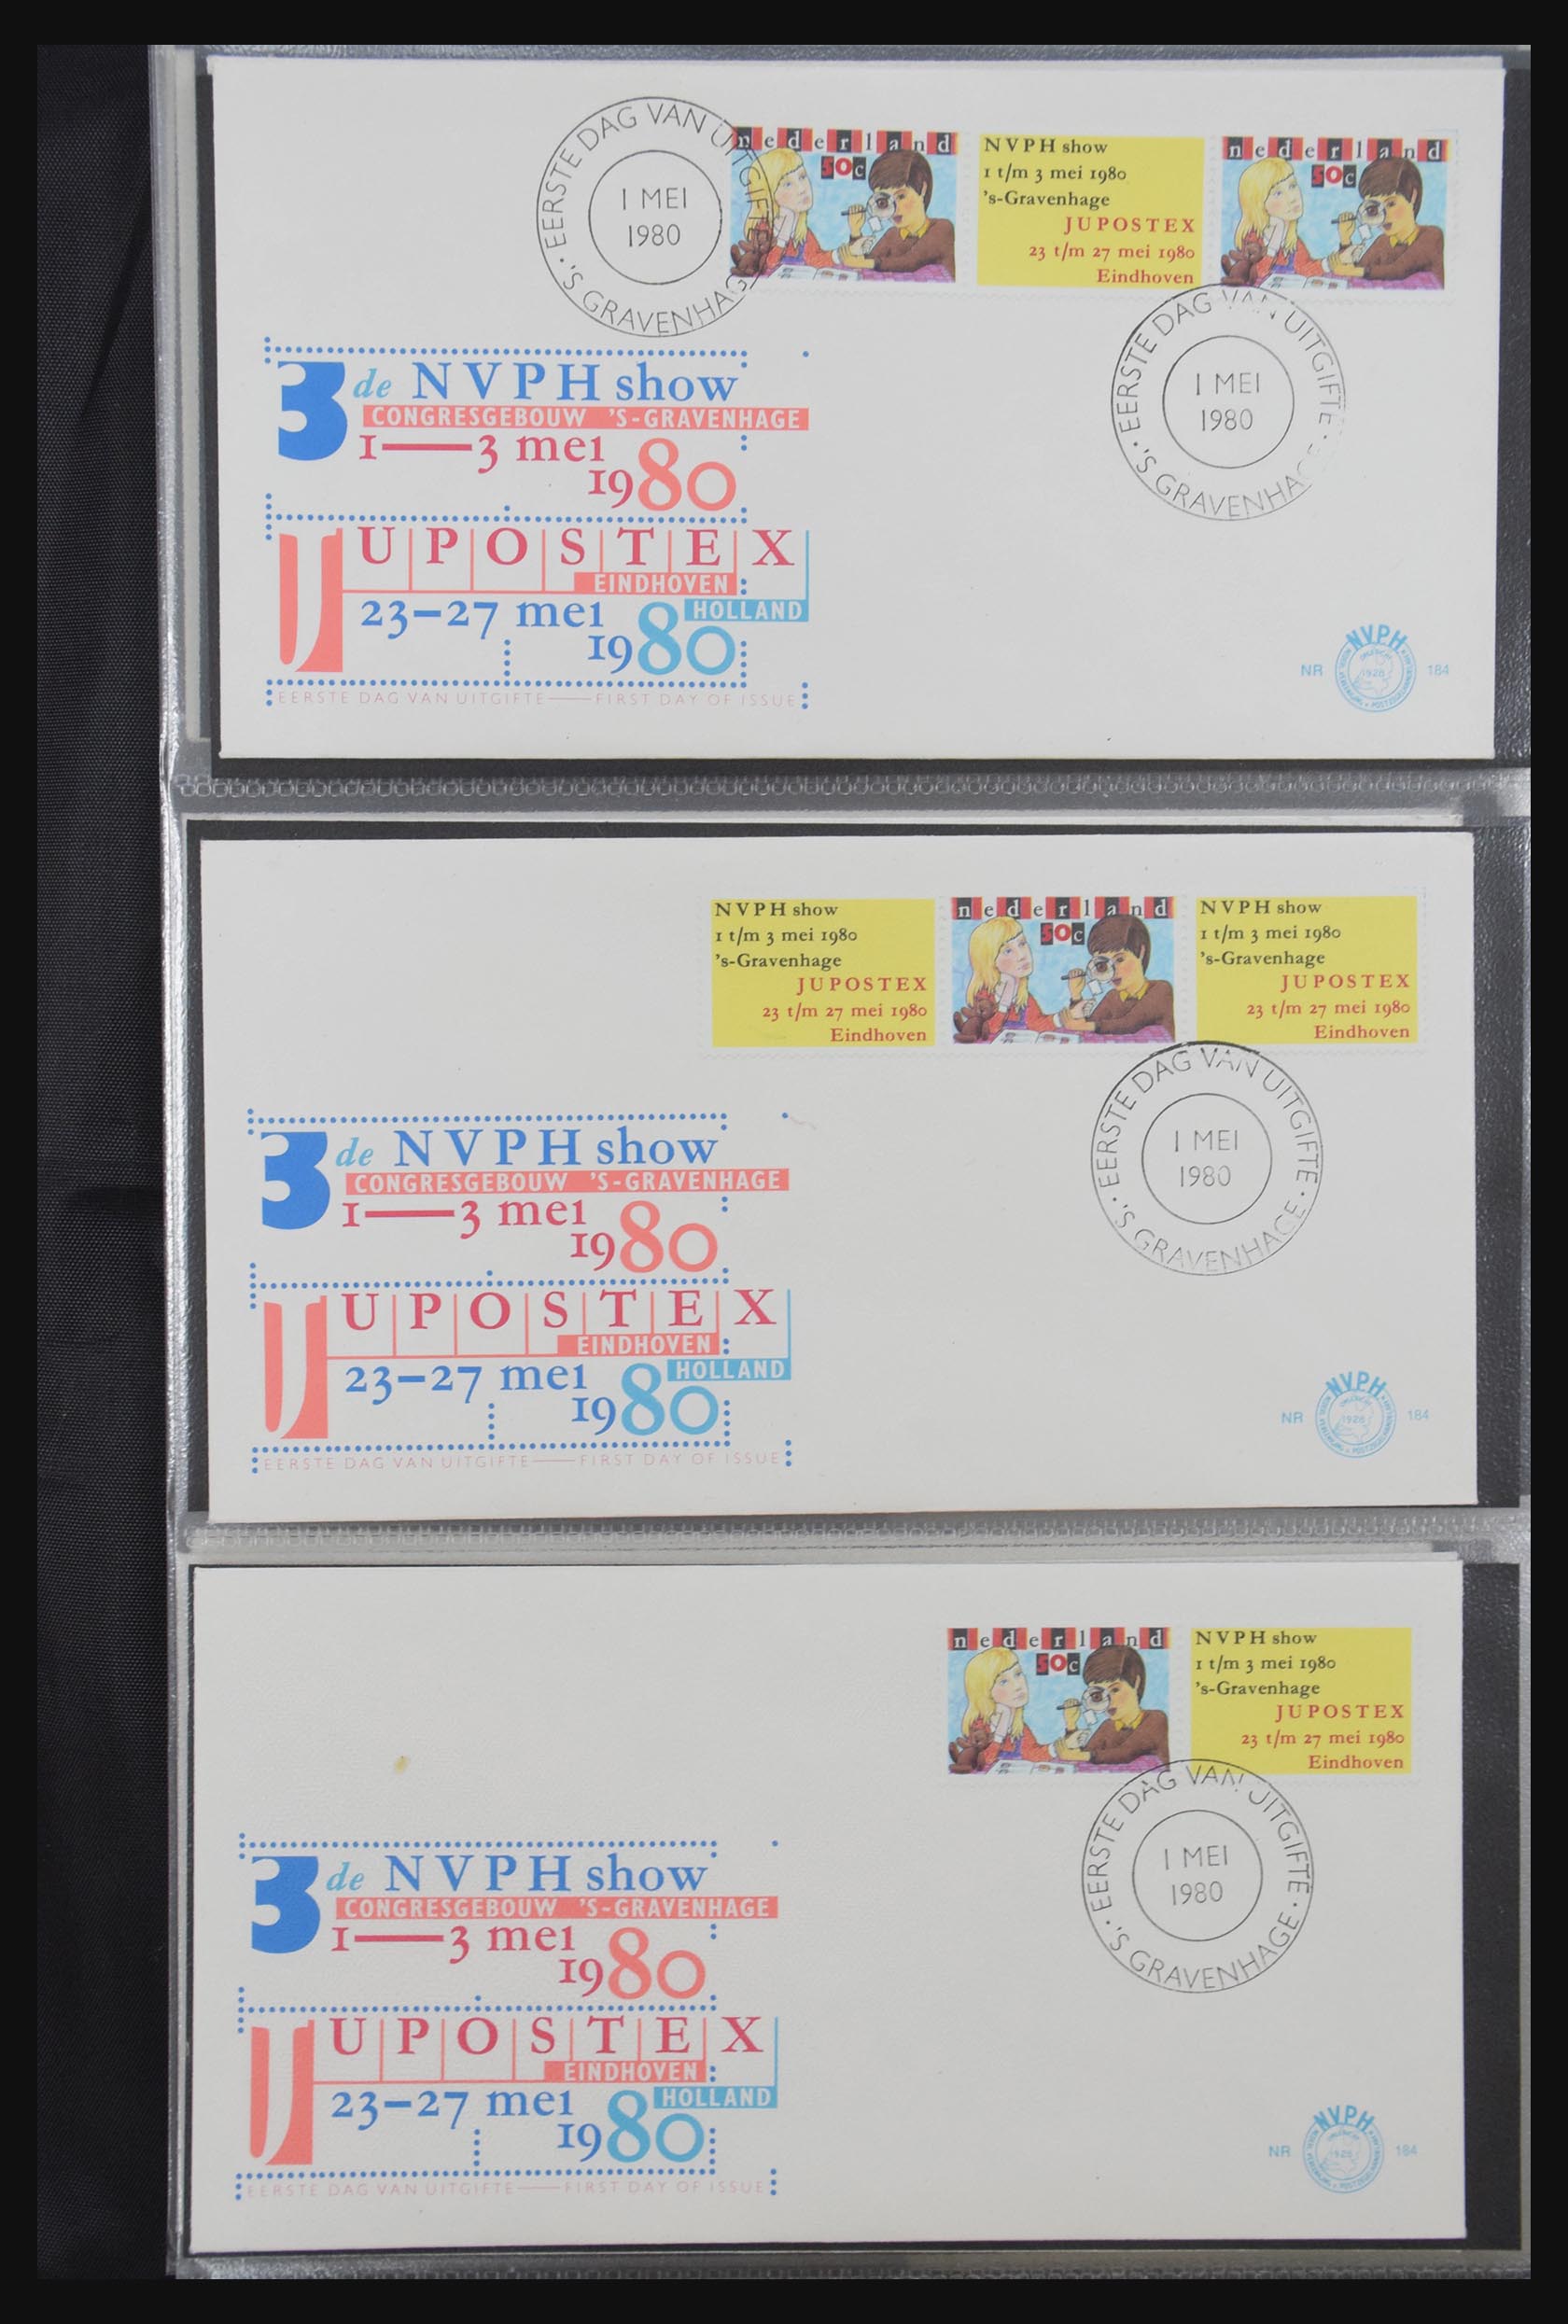 EERSTE DAG VAN UITGIFTE
1 MEI
1980
'S GRAVENHAGE
nederland
50c
NVPH show
1 t/m 3 mei 1980
's-Gravenhage
JUPOSTEX
23 t/m 27 mei 1980
Eindhoven
nederland
50c
EERSTE DAG VAN UITGIFTE
1 MEI
1980
'S GRAVENHAGE
3de NVPH show
CONGRESGEBOUW 'S-GRAVENHAGE
1—3 mei
1980
JUPOSTEX
EINDHOVEN
HOLLAND
23-27 mei
1980
EERSTE DAG VAN UITGIFTE — FIRST DAY OF ISSUE
NR NVPH 184
1928
NVPH show
1 t/m 3 mei 1980
's-Gravenhage
JUPOSTEX
23 t/m 27 mei 1980
Eindhoven
nederland
50c
NVPH show
1 t/m 3 mei 1980
's-Gravenhage
JUPOSTEX
23 t/m 27 mei 1980
Eindhoven
EERSTE DAG VAN UITGIFTE
1 MEI
1980
'S GRAVENHAGE
3de NVPH show
CONGRESGEBOUW 'S-GRAVENHAGE
1—3 mei
1980
JUPOSTEX
EINDHOVEN
HOLLAND
23-27 mei
1980
EERSTE DAG VAN UITGIFTE — FIRST DAY OF ISSUE
NR NVPH 184
1928
nederland
50c
NVPH show
1 t/m 3 mei 1980
's-Gravenhage
JUPOSTEX
23 t/m 27 mei 1980
Eindhoven
EERSTE DAG VAN UITGIFTE
1 MEI
1980
'S GRAVENHAGE
3de NVPH show
CONGRESGEBOUW 'S-GRAVENHAGE
1—3 mei
1980
JUPOSTEX
EINDHOVEN
HOLLAND
23-27 mei
1980
EERSTE DAG VAN UITGIFTE — FIRST DAY OF ISSUE
NR NVPH 184
1928